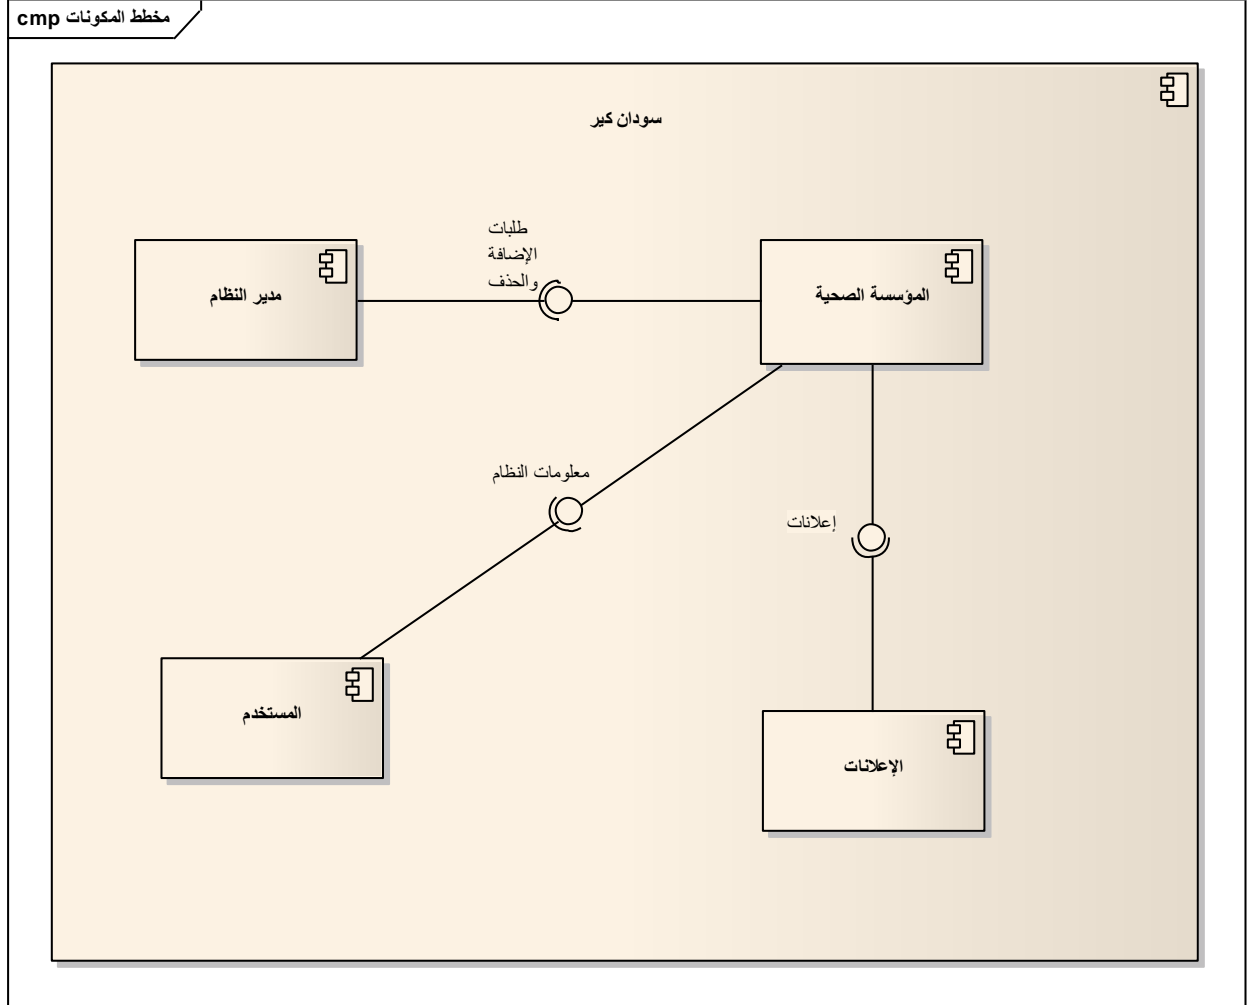 cmp مخطط المكونات
سودان كير
طلبات
الإضافة
والحذف
مدير النظام
المؤسسة الصحية
معلومات النظام
إعلانات
المستخدم
الإعلانات